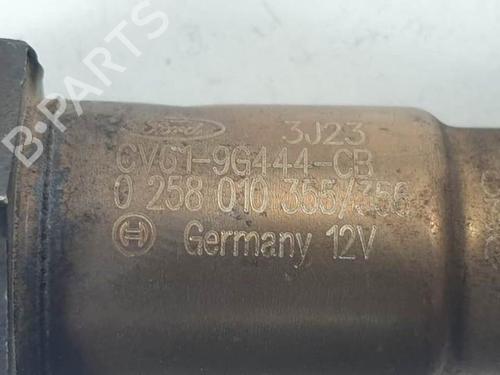 B-PARTS
Ford 3J23
CV61-9G444-CB
0 258 010 355/356
Germany 12V